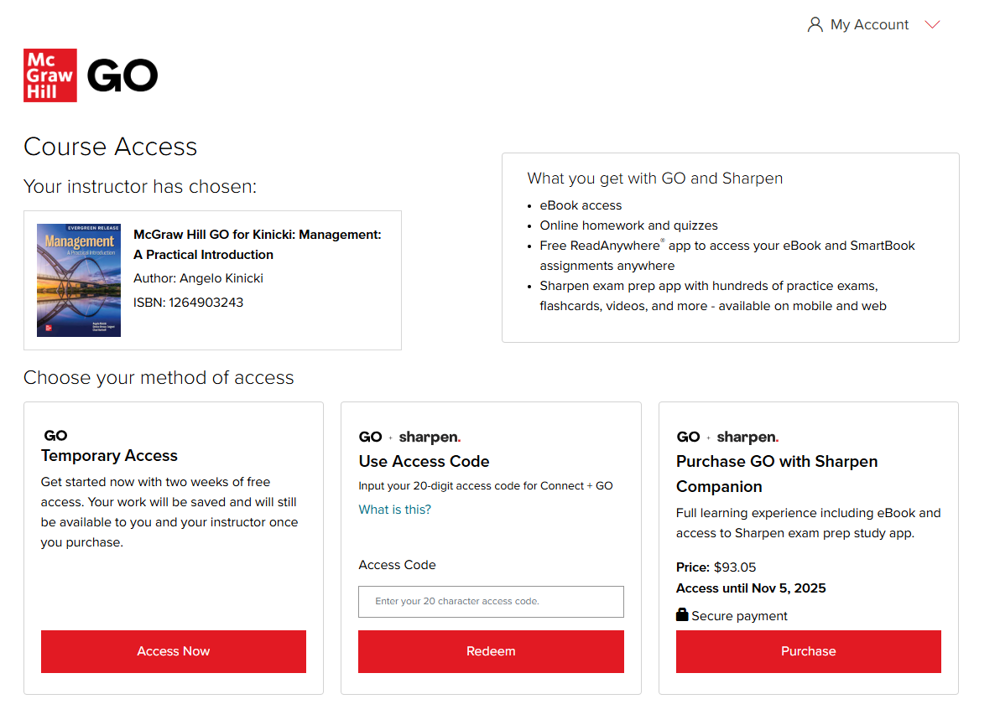 My Account
Mc
Graw
Hill
GO
Course Access
Your instructor has chosen:
EVERGREEN RELEASE
Management
A Practical Introduction
McGraw Hill GO for Kinicki: Management:
A Practical Introduction
Author: Angelo Kinicki
ISBN: 1264903243
What you get with GO and Sharpen
• eBook access
• Online homework and quizzes
• Free ReadAnywhere® app to access your eBook and SmartBook
assignments anywhere
• Sharpen exam prep app with hundreds of practice exams,
flashcards, videos, and more - available on mobile and web
Choose your method of access
GO
Temporary Access
Get started now with two weeks of free
access. Your work will be saved and will still
be available to you and your instructor once
you purchase.
Access Now
GO + sharpen.
Use Access Code
Input your 20-digit access code for Connect + GO
What is this?
Access Code
Enter your 20 character access code.
Redeem
GO + sharpen.
Purchase GO with Sharpen
Companion
Full learning experience including eBook and
access to Sharpen exam prep study app.
Price: $93.05
Access until Nov 5, 2025
Secure payment
Purchase